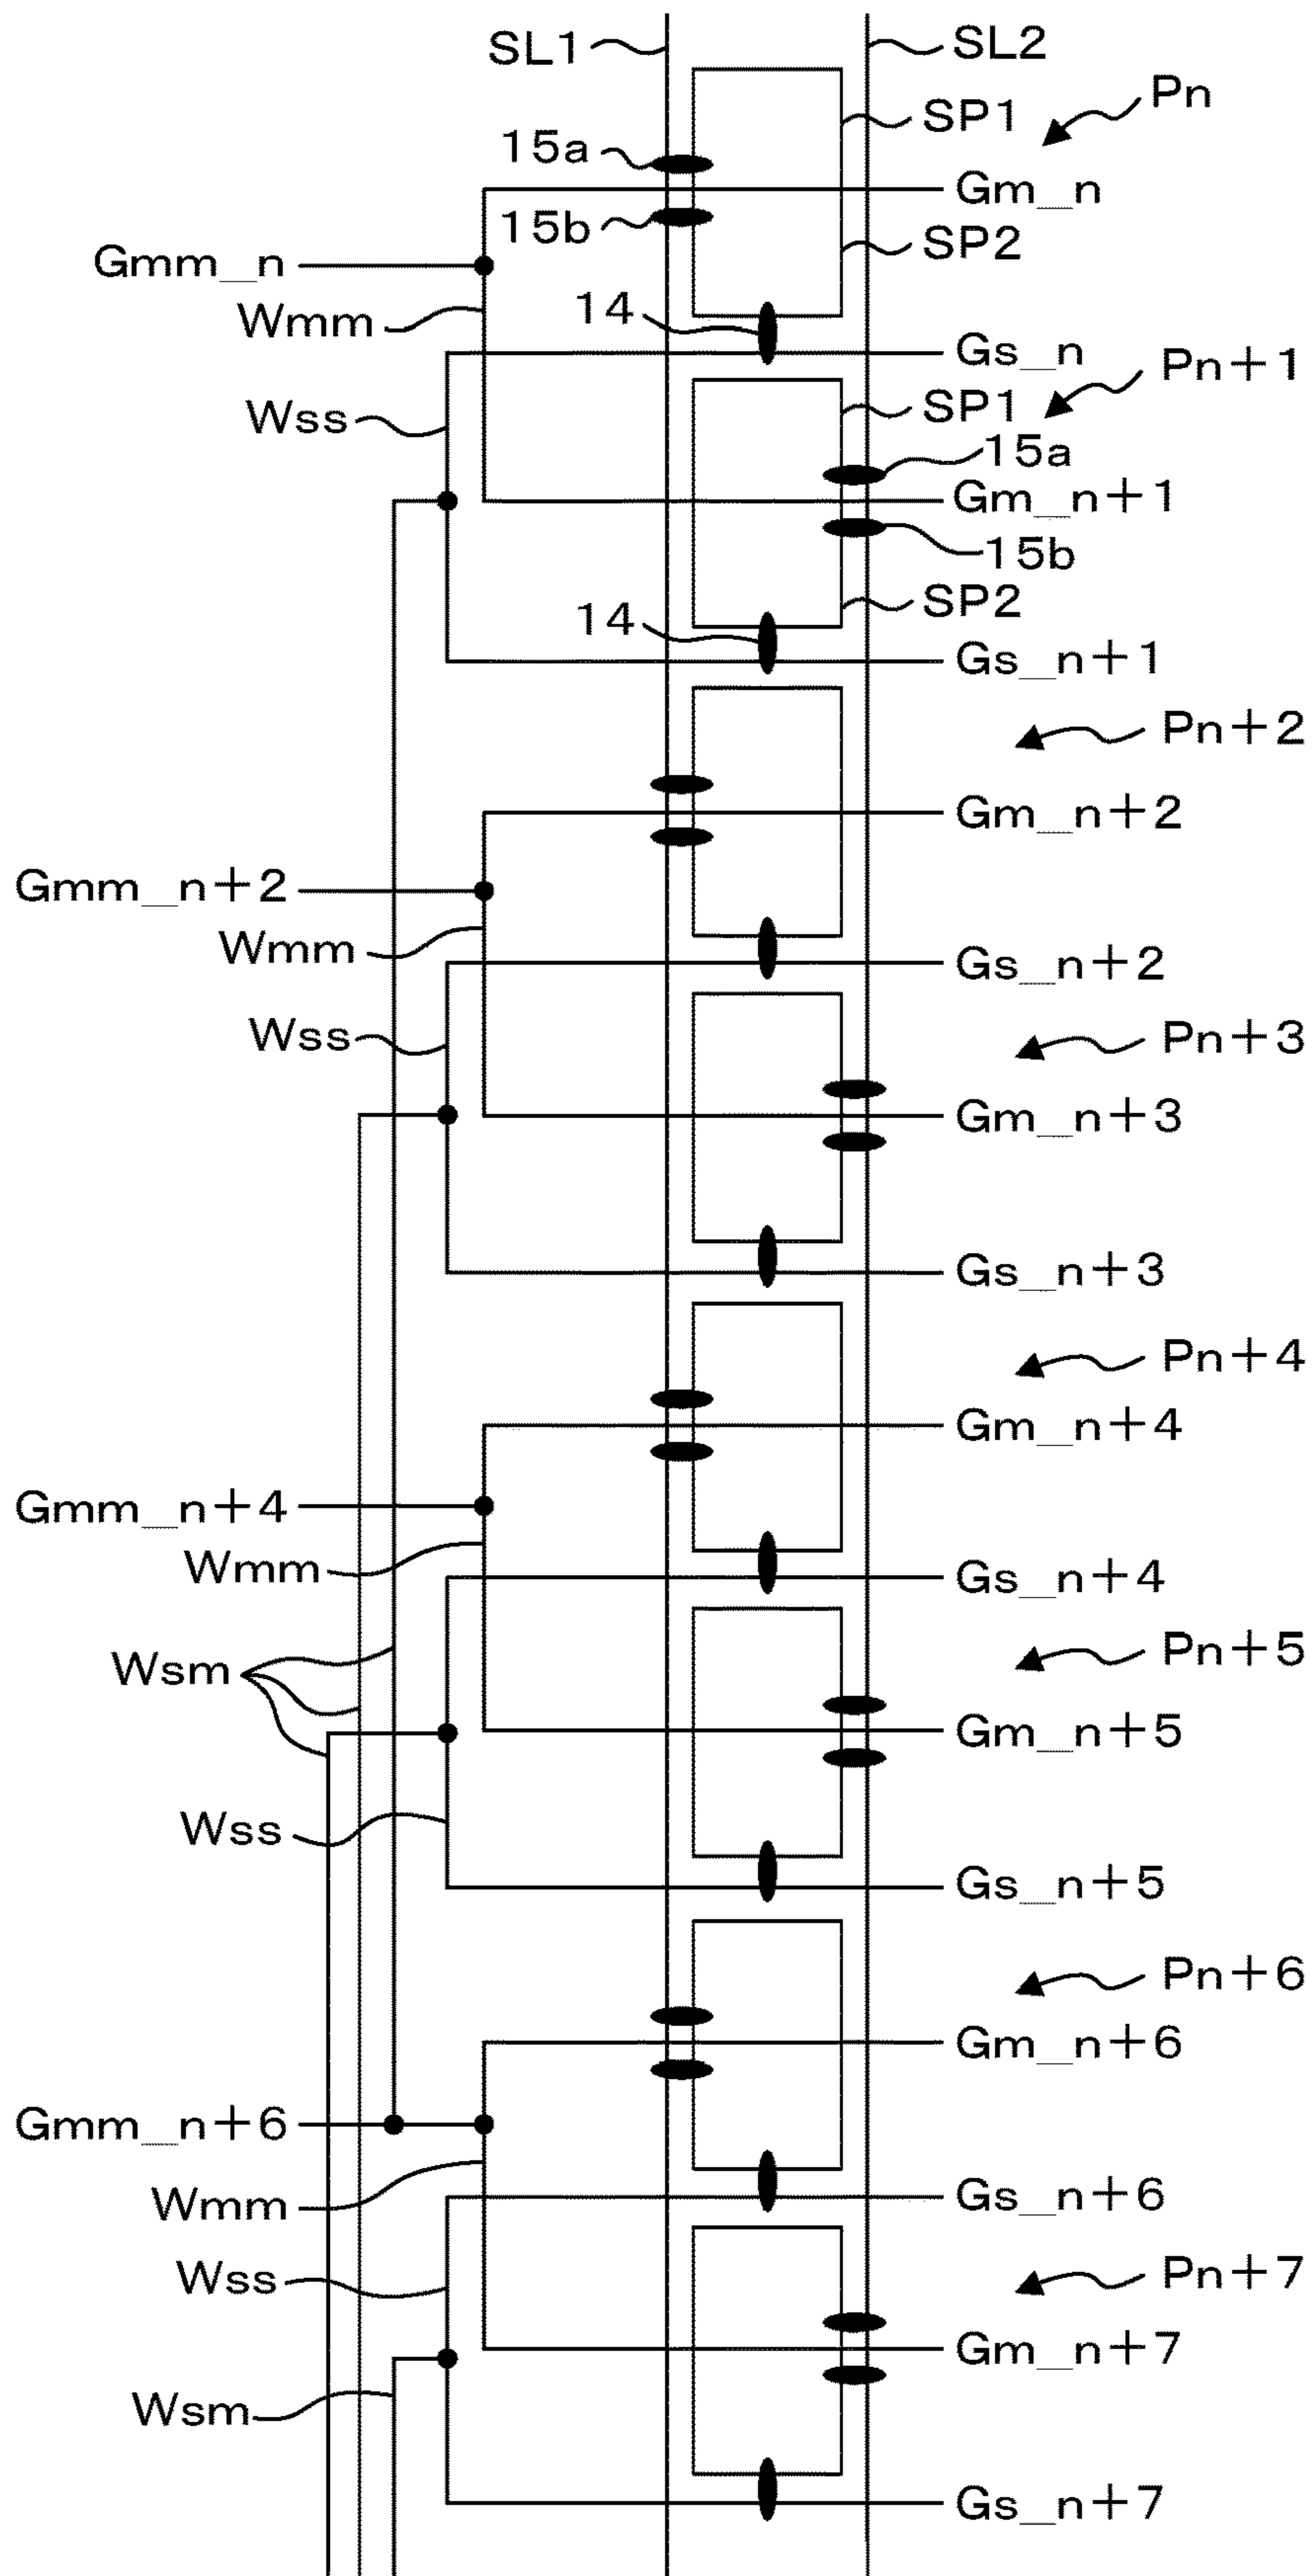 SL1
SL2
Pn
SP1
15a
Gm_n
15b
SP2
Gmm_n
Wmm
14
Gs_n
Pn+1
Wss
SP1
15a
Gm_n+1
15b
SP2
14
Gs_n+1
Pn+2
Gm_n+2
Gmm_n+2
Wmm
Gs_n+2
Wss
Pn+3
Gm_n+3
Gs_n+3
Pn+4
Gm_n+4
Gmm_n+4
Wmm
Gs_n+4
Pn+5
Wsm
Gm_n+5
Wss
Gs_n+5
Pn+6
Gm_n+6
Gmm_n+6
Wmm
Gs_n+6
Wss
Pn+7
Gm_n+7
Wsm
Gs_n+7